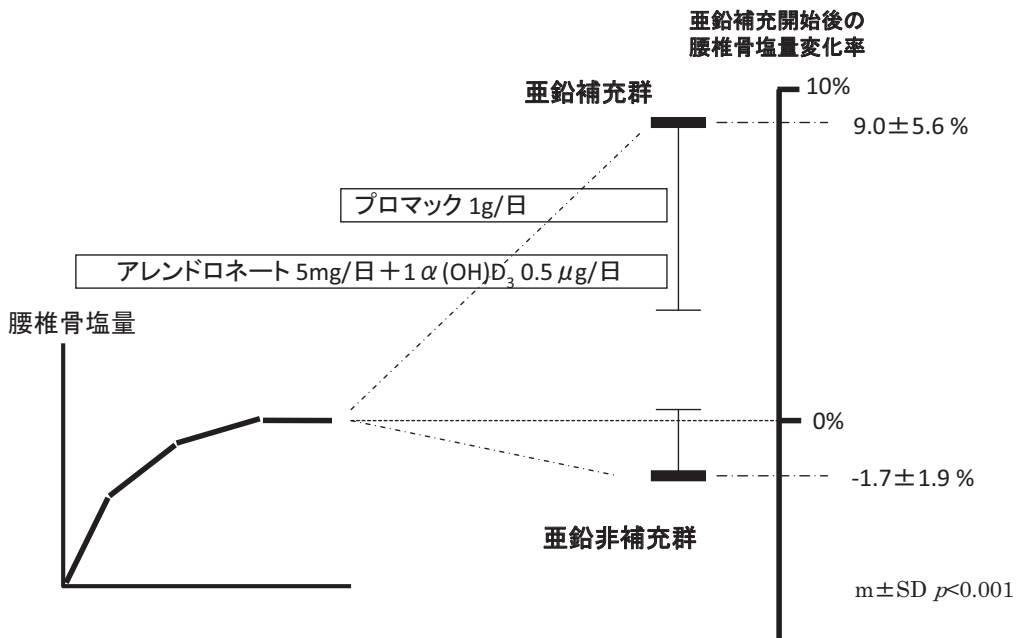 亜鉛補充開始後の
腰椎骨塩量変化率
10%
亜鉛補充群
9.0±5.6 %
プロマック 1g/日
アレンドロネート 5mg/日+1α(OH)D₃ 0.5μg/日
腰椎骨塩量
0%
-1.7±1.9 %
亜鉛非補充群
m±SD p<0.001